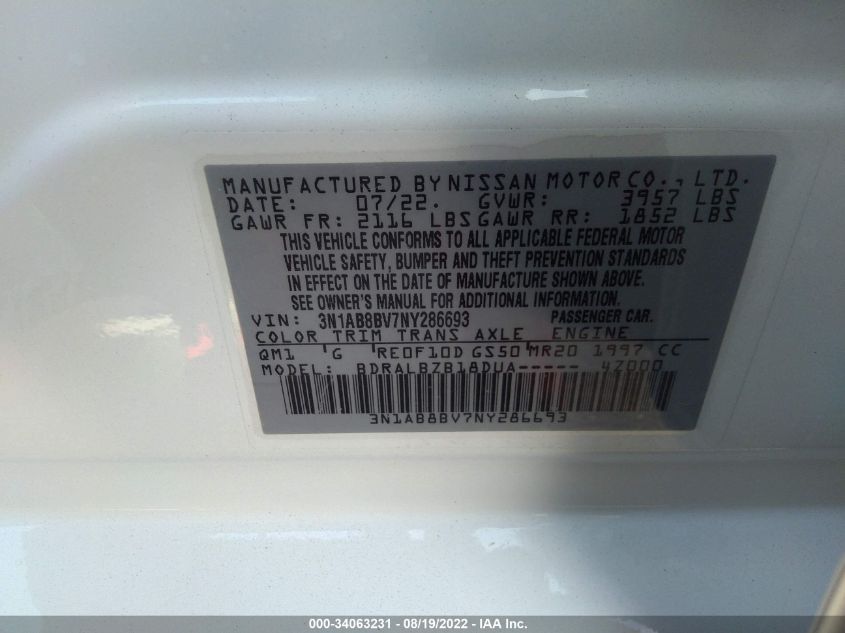 MANUFACTURED BY NISSAN MOTOR CO., LTD.
DATE: 07/22. GVWR: 3957 LBS
GAWR FR: 2116 LBS GAWR RR: 1852 LBS
THIS VEHICLE CONFORMS TO ALL APPLICABLE FEDERAL MOTOR
VEHICLE SAFETY, BUMPER AND THEFT PREVENTION STANDARDS
IN EFFECT ON THE DATE OF MANUFACTURE SHOWN ABOVE.
SEE OWNER'S MANUAL FOR ADDITIONAL INFORMATION.
VIN: 3N1AB8BV7NY286693 PASSENGER CAR.
COLOR TRIM TRANS AXLE ENGINE
QM1 G RE0F10D GS50 MR20 1997 CC
MODEL: BDRALBZB18DUA----- 4Z000
3N1AB8BV7NY286693
000-34063231 - 08/19/2022 - IAA Inc.